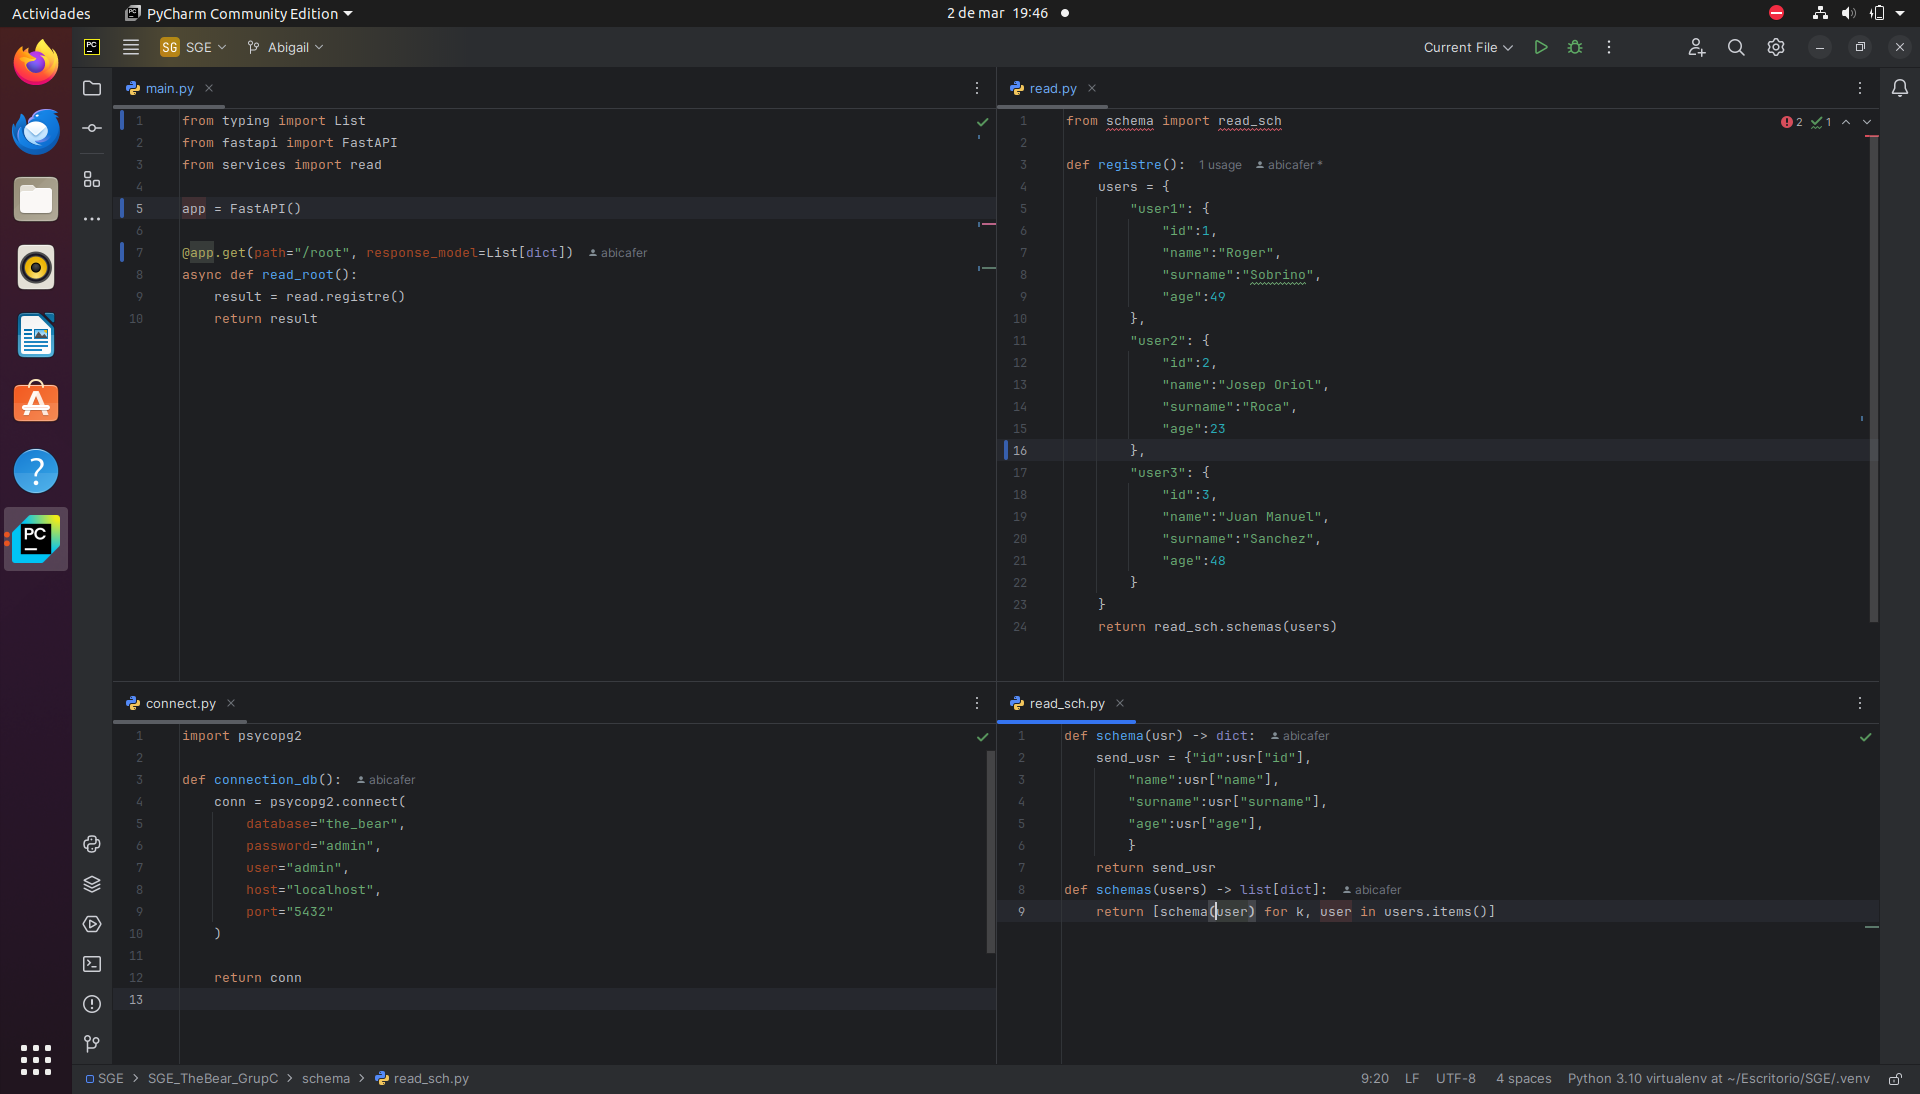 Actividades
PyCharm Community Edition
2 de mar 19:46
PC
SG SGE
Abigail
Current File
main.py
1 from typing import List
2 from fastapi import FastAPI
3 from services import read
4
5 app = FastAPI()
6
7 @app.get(path="/root", response_model=List[dict]) abicafer
8 async def read_root():
9 result = read.registre()
10 return result
read.py
2 1
1 from schema import read_sch
2
3 def registre(): 1 usage abicafer *
4 users = {
5 "user1": {
6 "id":1,
7 "name":"Roger",
8 "surname":"Sobrino",
9 "age":49
10 },
11 "user2": {
12 "id":2,
13 "name":"Josep Oriol",
14 "surname":"Roca",
15 "age":23
16 },
17 "user3": {
18 "id":3,
19 "name":"Juan Manuel",
20 "surname":"Sanchez",
21 "age":48
22 }
23 }
24 return read_sch.schemas(users)
connect.py
1 import psycopg2
2
3 def connection_db(): abicafer
4 conn = psycopg2.connect(
5 database="the_bear",
6 password="admin",
7 user="admin",
8 host="localhost",
9 port="5432"
10 )
11
12 return conn
13
read_sch.py
1 def schema(usr) -> dict: abicafer
2 send_usr = {"id":usr["id"],
3 "name":usr["name"],
4 "surname":usr["surname"],
5 "age":usr["age"],
6 }
7 return send_usr
8 def schemas(users) -> list[dict]: abicafer
9 return [schema(user) for k, user in users.items()]
PC
SGE > SGE_TheBear_GrupC > schema > read_sch.py
9:20 LF UTF-8 4 spaces Python 3.10 virtualenv at ~/Escritorio/SGE/.venv